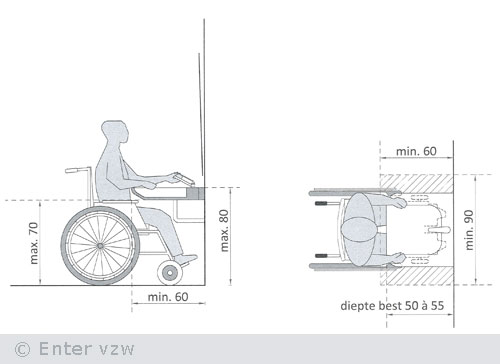 max. 70
max. 80
min. 60
min. 60
min. 90
diepte best 50 à 55
© Enter vzw